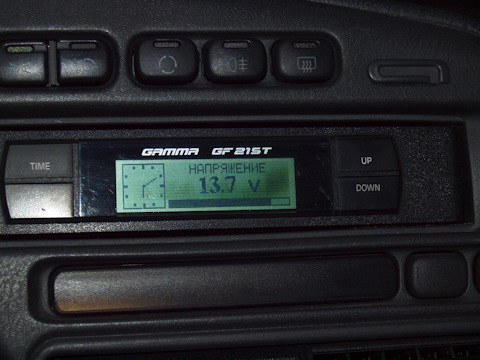 GAMMA GF 215T
TIME
НАПРЯЖЕНИЕ
13.7 V
UP
DOWN